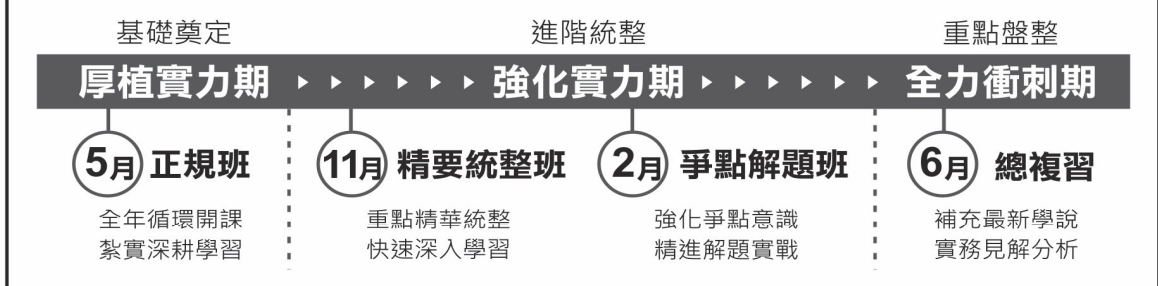 基礎奠定
進階統整
重點盤整
厚植實力期
強化實力期
全力衝刺期
5月 正規班
11月 精要統整班
2月 爭點解題班
6月 總複習
全年循環開課
紮實深耕學習
重點精華統整
快速深入學習
強化爭點意識
精進解題實戰
補充最新學說
實務見解分析